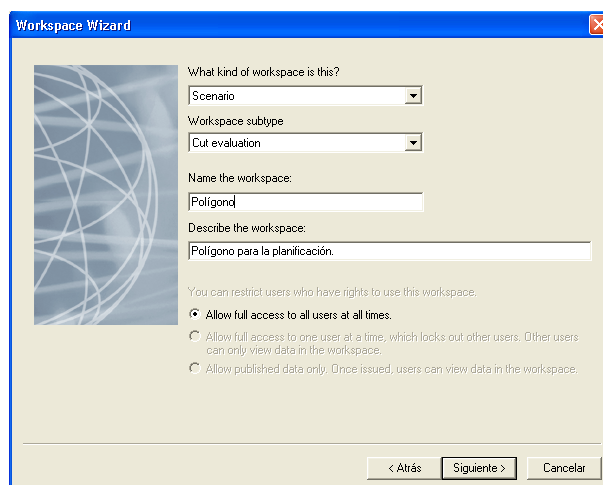 Workspace Wizard
What kind of workspace is this?
Scenario
Workspace subtype
Cut evaluation
Name the workspace:
Polígono
Describe the workspace:
Polígono para la planificación.
You can restrict users who have rights to use this workspace.
Allow full access to all users at all times.
Allow full access to one user at a time, which locks out other users. Other users
can only view data in the workspace.
Allow published data only. Once issued, users can view data in the workspace.
< Atrás
Siguiente >
Cancelar